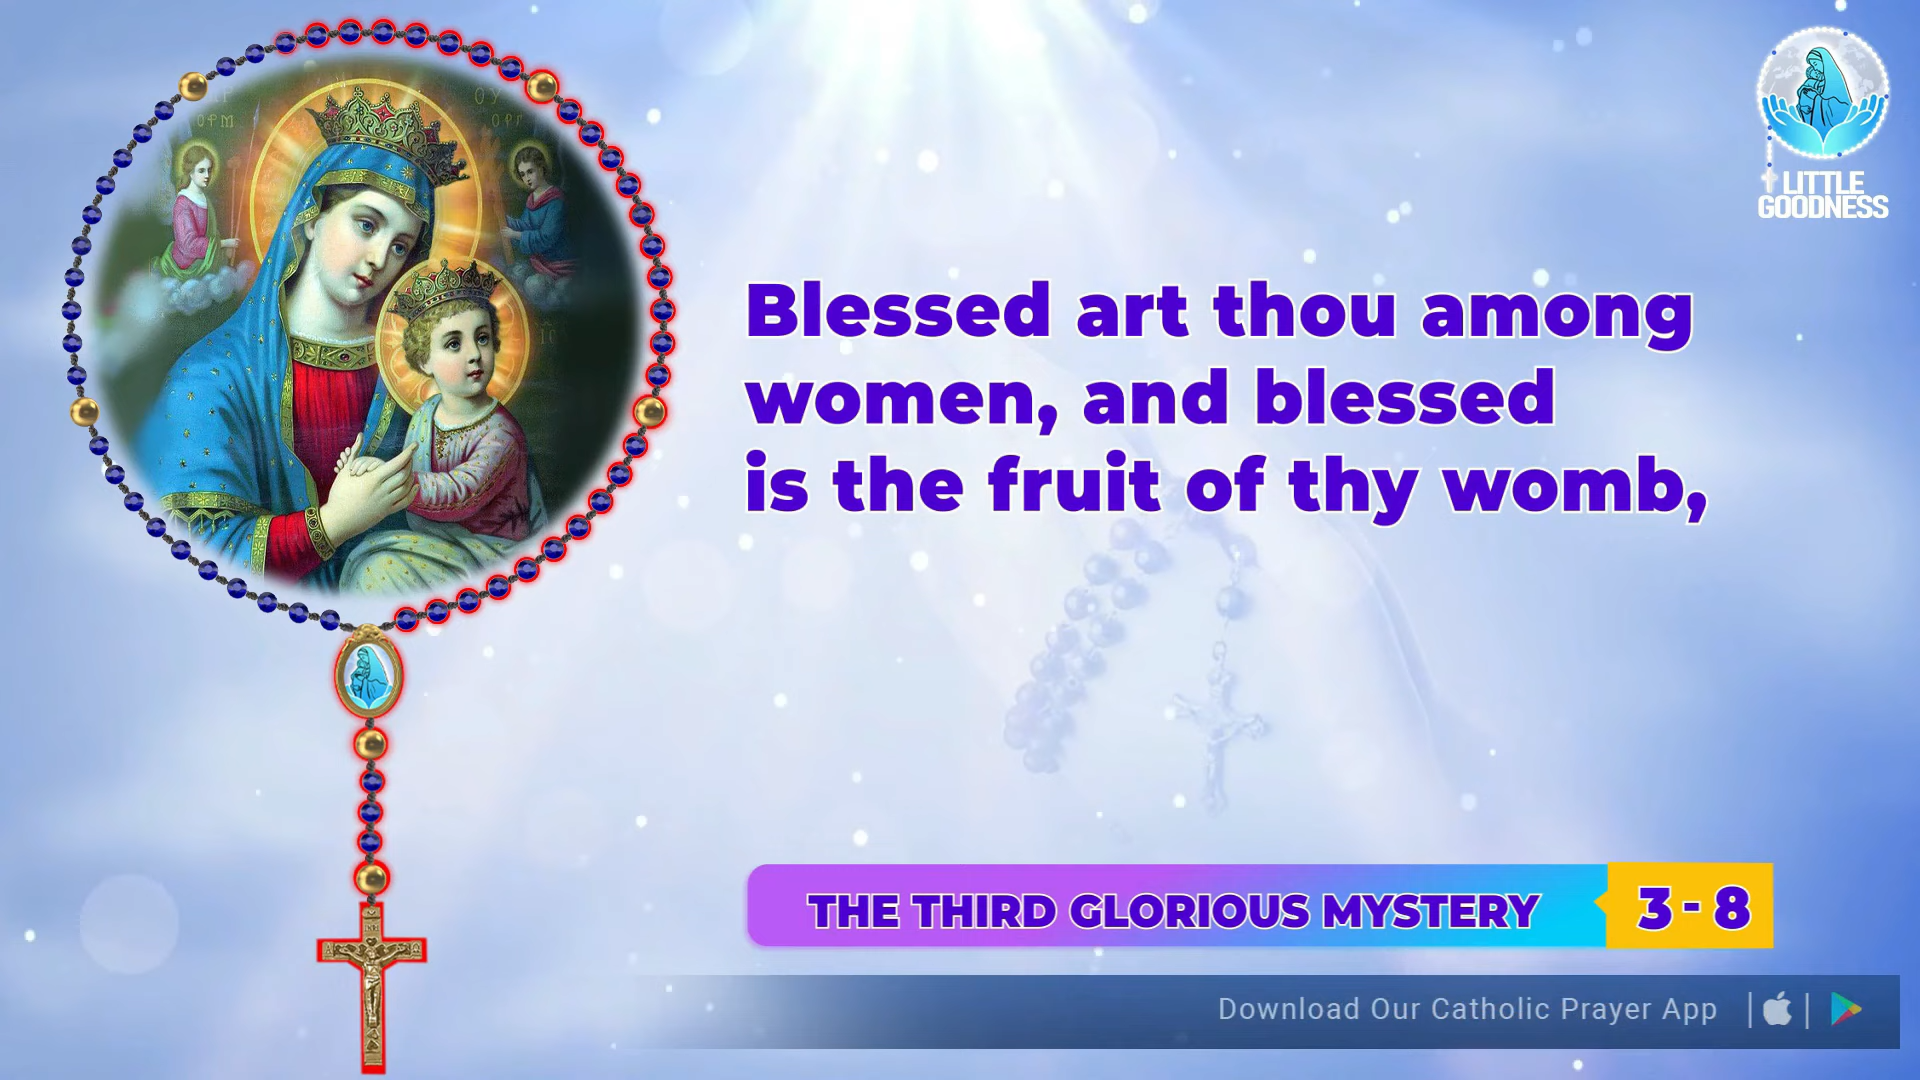 LITTLE
GOODNESS
Blessed art thou among
women, and blessed
is the fruit of thy womb,
THE THIRD GLORIOUS MYSTERY 3 - 8
Download Our Catholic Prayer App
INRI